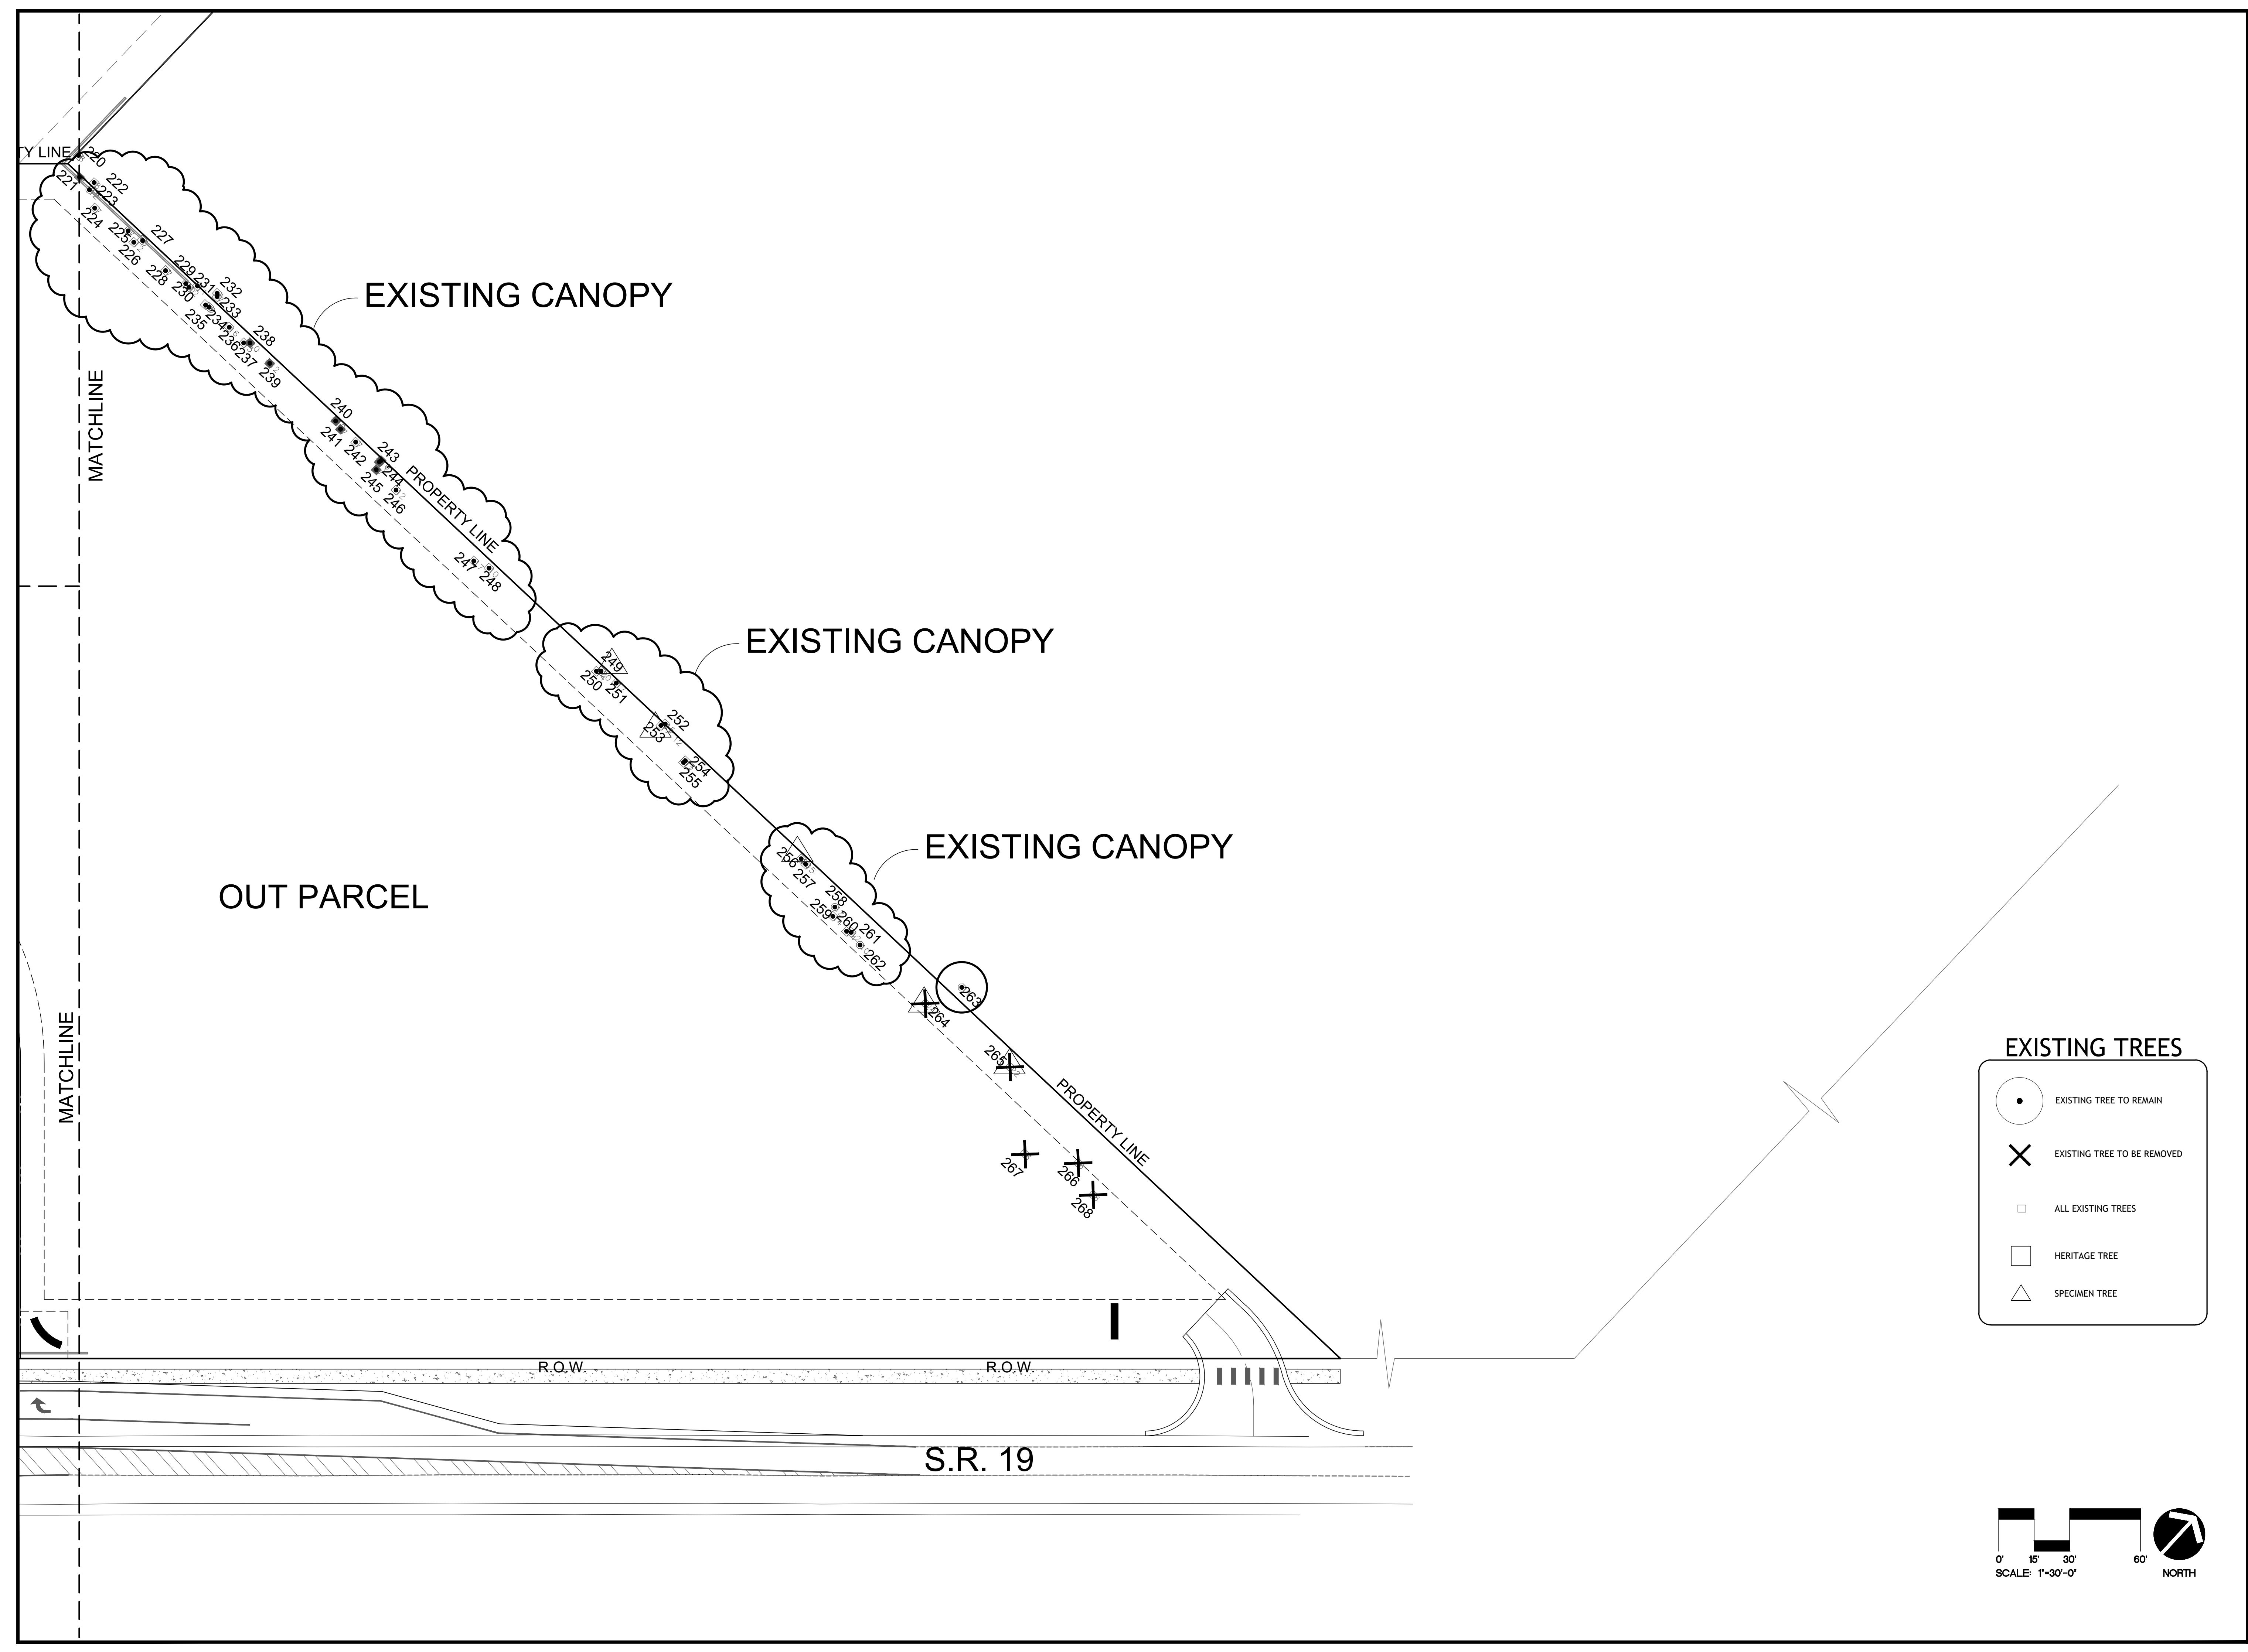 TY LINE
220
221
222
223
224
225
226
227
228
229
230
231
232
233
234
235
236
237
238
239
EXISTING CANOPY
MATCHLINE
240
241
242
243
244
245
246
PROPERTY LINE
247
248
EXISTING CANOPY
249
250
251
252
253
254
255
EXISTING CANOPY
256
257
258
259
260
261
262
OUT PARCEL
263
264
265
MATCHLINE
PROPERTY LINE
266
267
268
EXISTING TREES
EXISTING TREE TO REMAIN
EXISTING TREE TO BE REMOVED
ALL EXISTING TREES
HERITAGE TREE
SPECIMEN TREE
R.O.W.
R.O.W.
S.R. 19
0' 15' 30' 60'
SCALE: 1"=30'-0"
NORTH